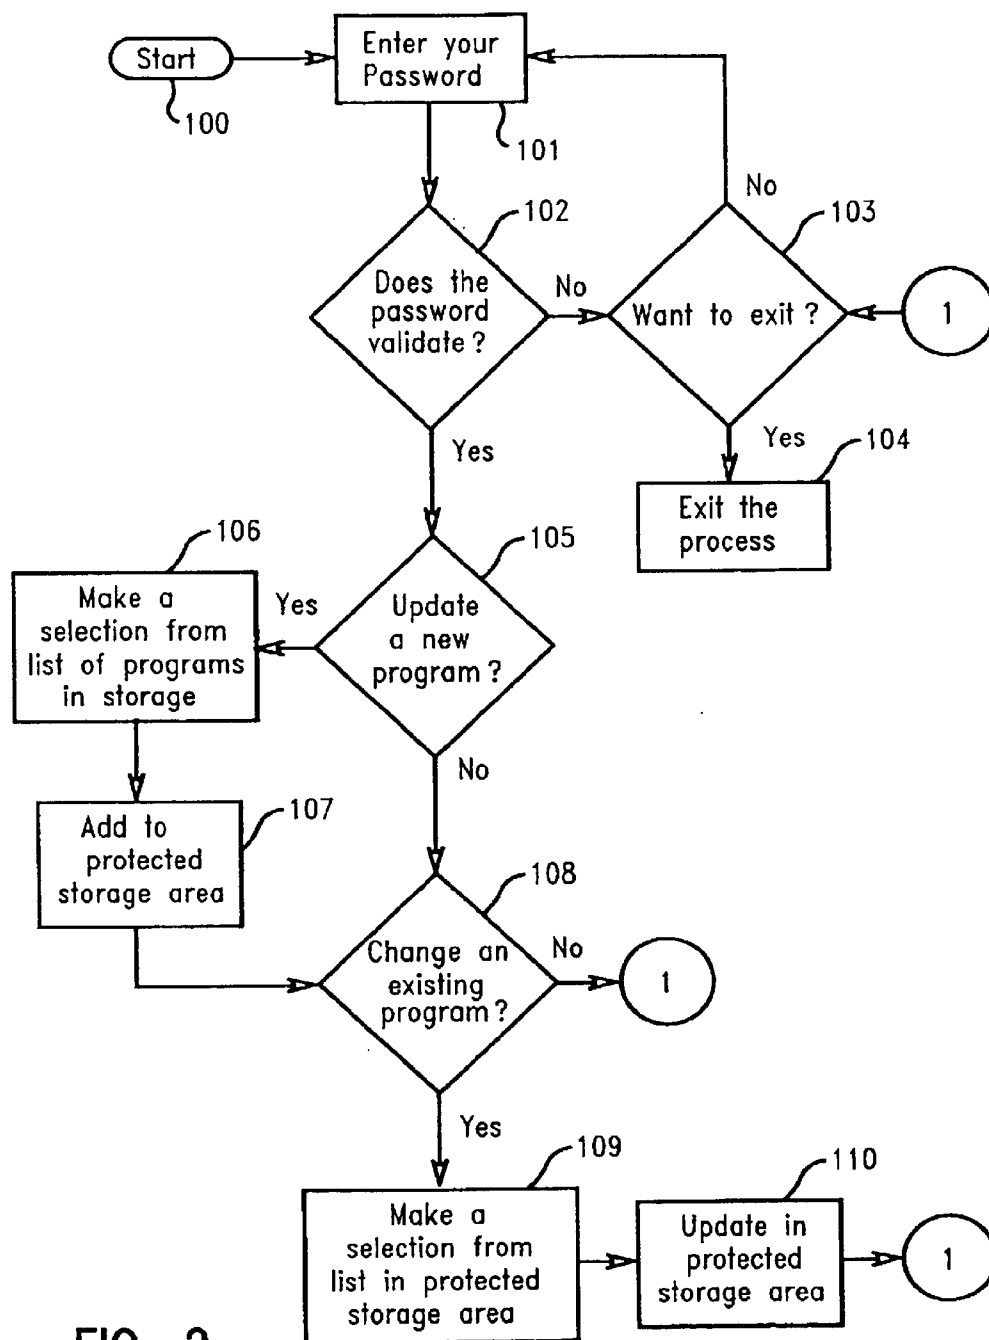 Start
100
Enter your
Password
101
102
Does the
password
validate?
No
Yes
No
103
Want to exit?
1
Yes
104
Exit the
process
105
Update
a new
program?
Yes
106
Make a
selection from
list of programs
in storage
107
Add to
protected
storage area
No
108
Change an
existing
program?
No
1
Yes
109
Make a
selection from
list in protected
storage area
110
Update in
protected
storage area
1